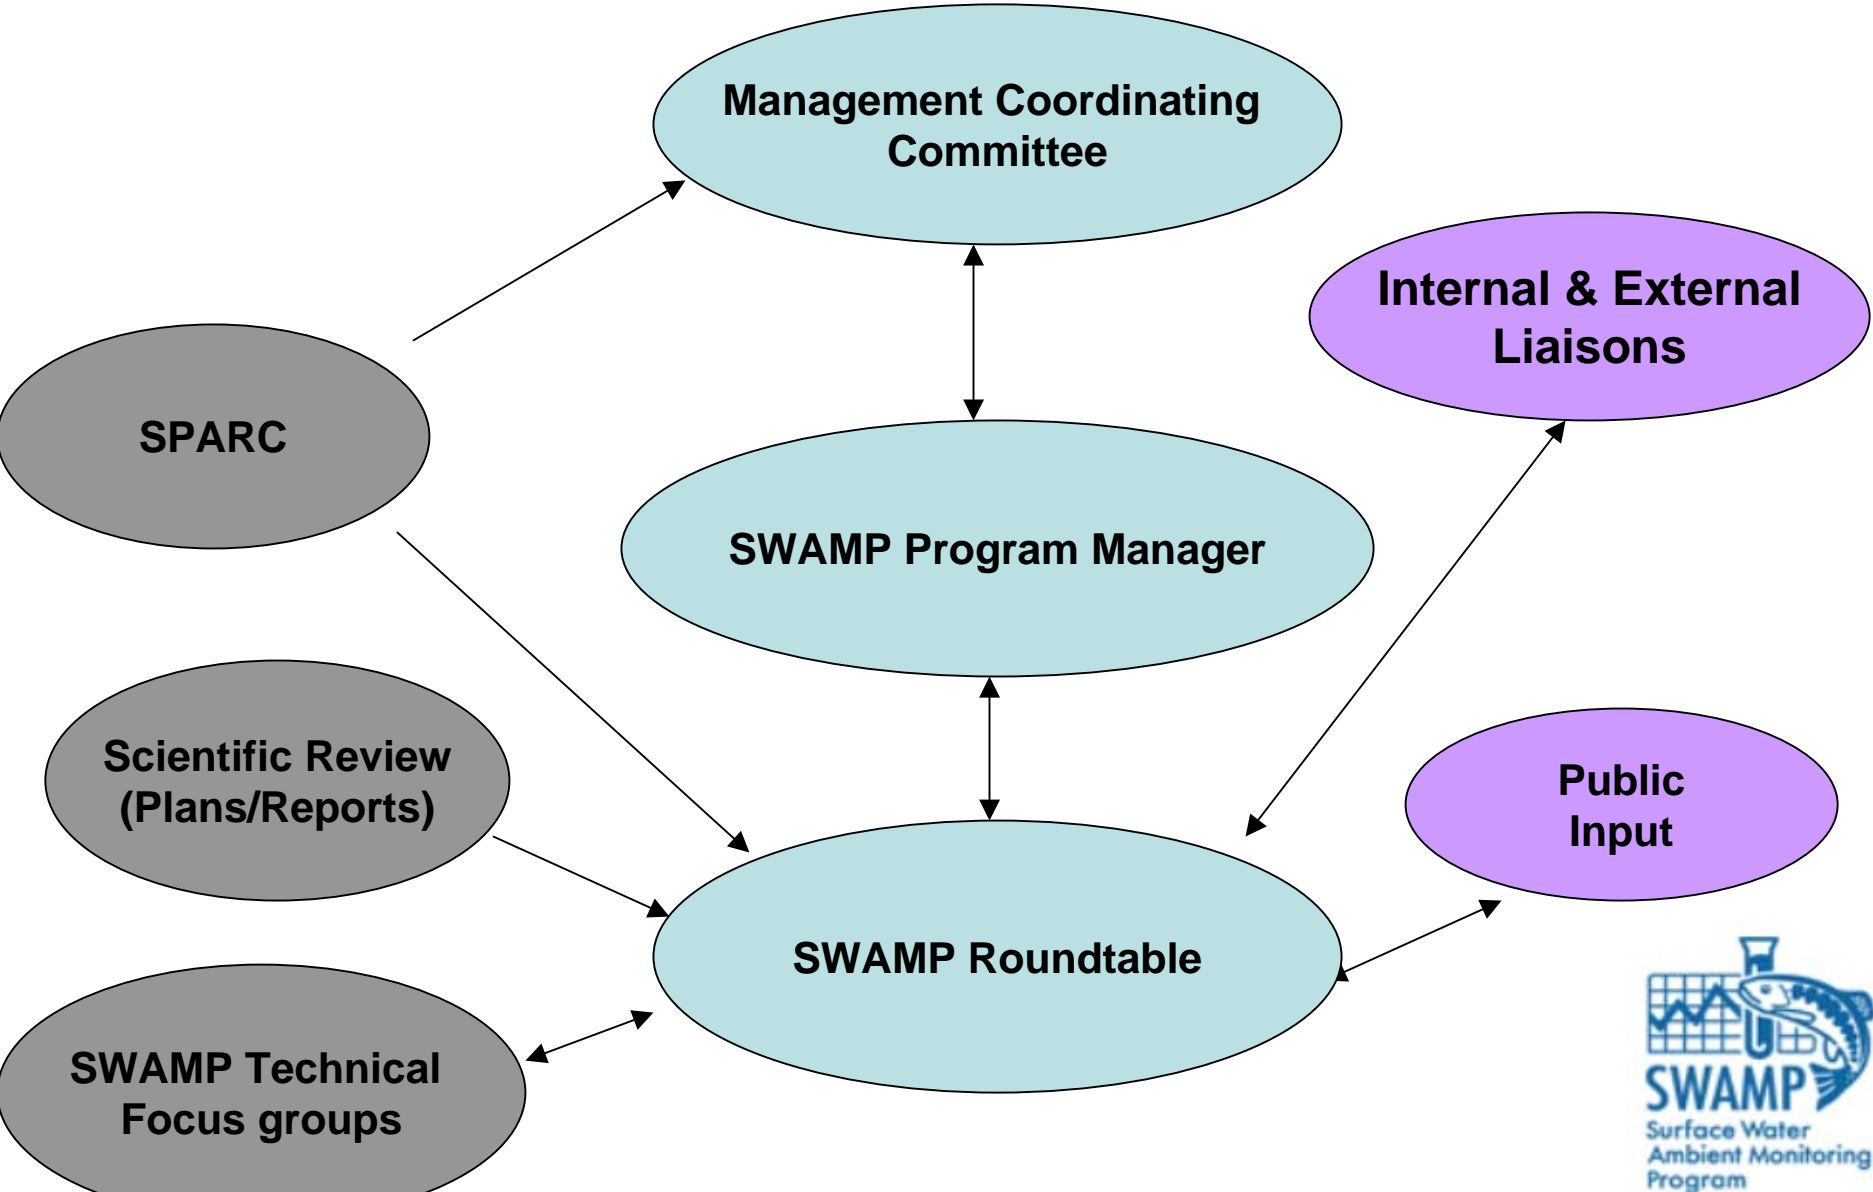 Management Coordinating
Committee
Internal & External
Liaisons
SPARC
SWAMP Program Manager
Scientific Review
(Plans/Reports)
Public
Input
SWAMP Roundtable
SWAMP Technical
Focus groups
SWAMP
Surface Water
Ambient Monitoring
Program